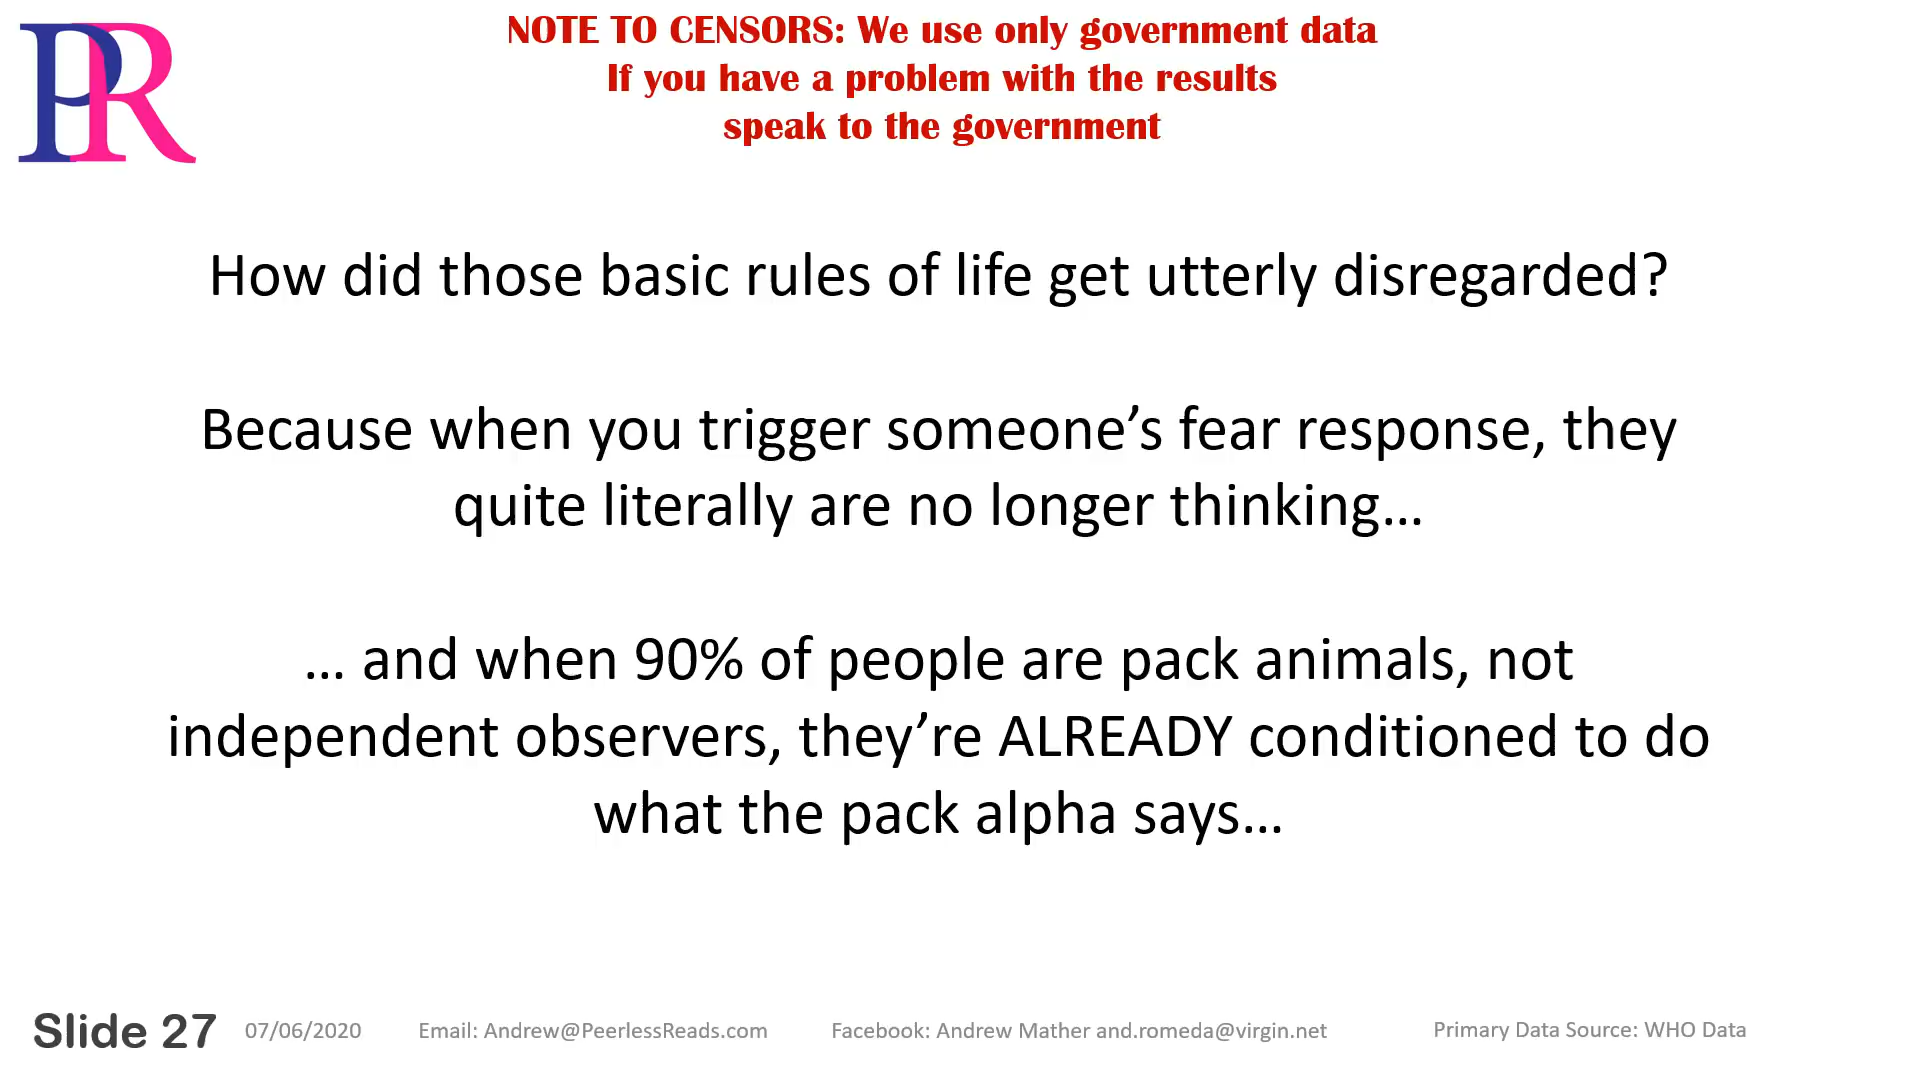 PR
NOTE TO CENSORS: We use only government data
If you have a problem with the results
speak to the government
How did those basic rules of life get utterly disregarded?
Because when you trigger someone’s fear response, they
quite literally are no longer thinking…
… and when 90% of people are pack animals, not
independent observers, they’re ALREADY conditioned to do
what the pack alpha says…
Slide 27 07/06/2020 Email: Andrew@PeerlessReads.com Facebook: Andrew Mather and.romeda@virgin.net Primary Data Source: WHO Data